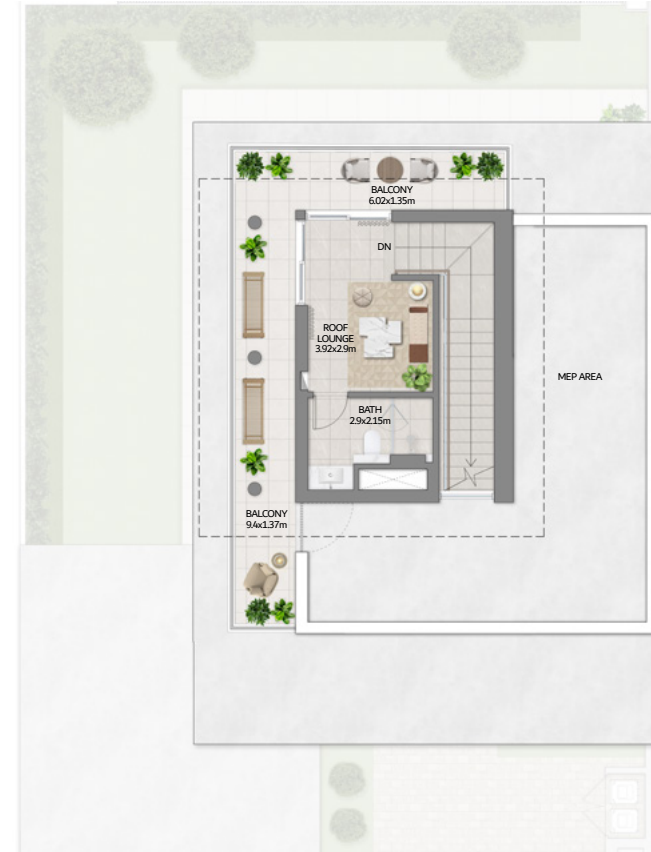 BALCONY
6.02x1.35m
DN
ROOF
LOUNGE
3.92x2.9m
MEP AREA
BATH
2.9x2.15m
BALCONY
9.4x1.37m